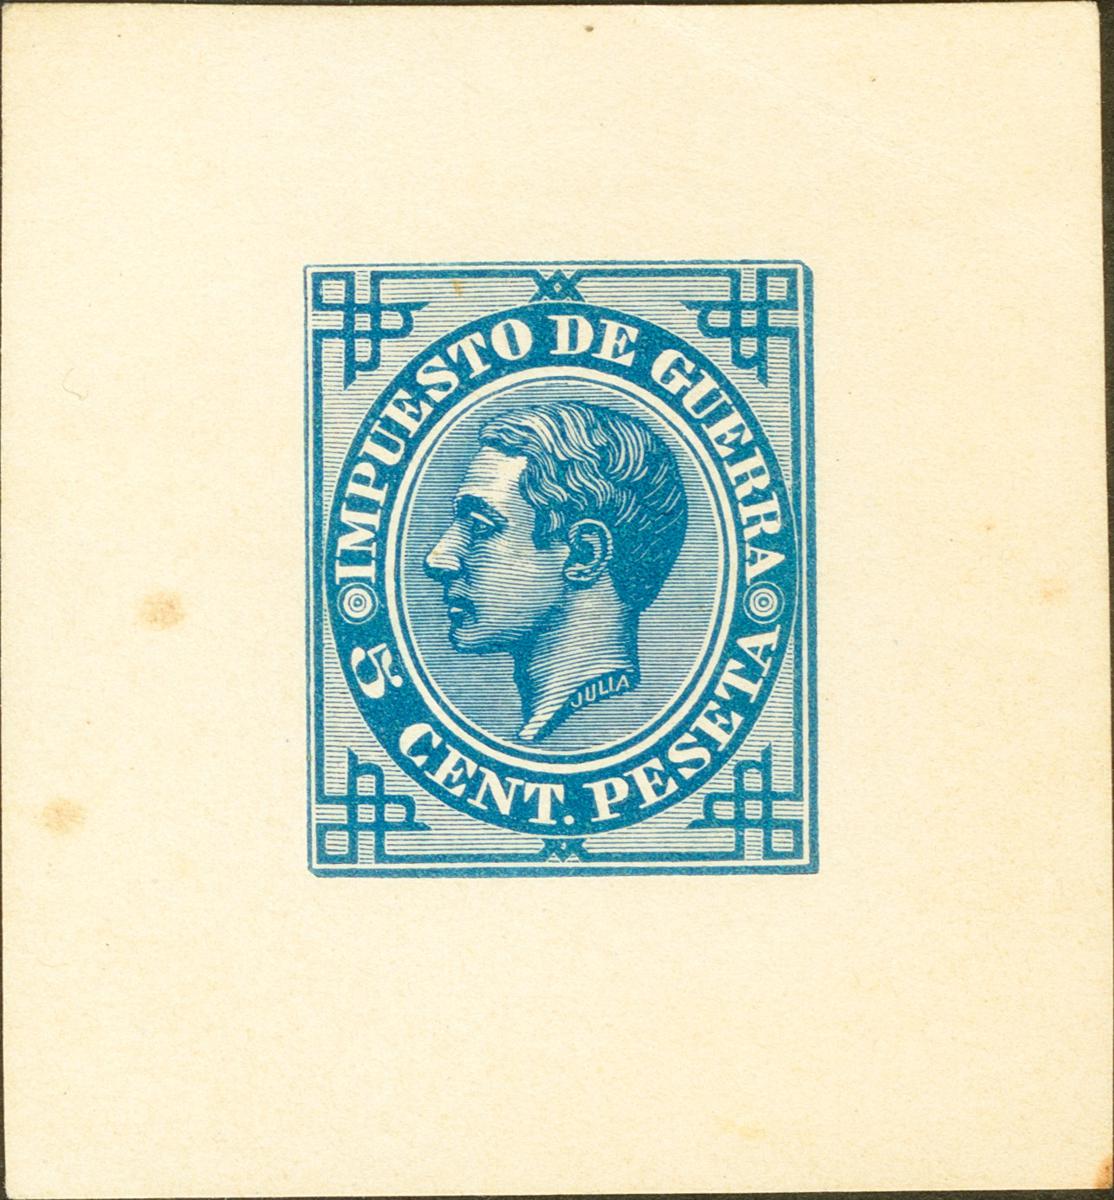 IMPUESTO DE GUERRA
JULIA
5 CENT. PESETA